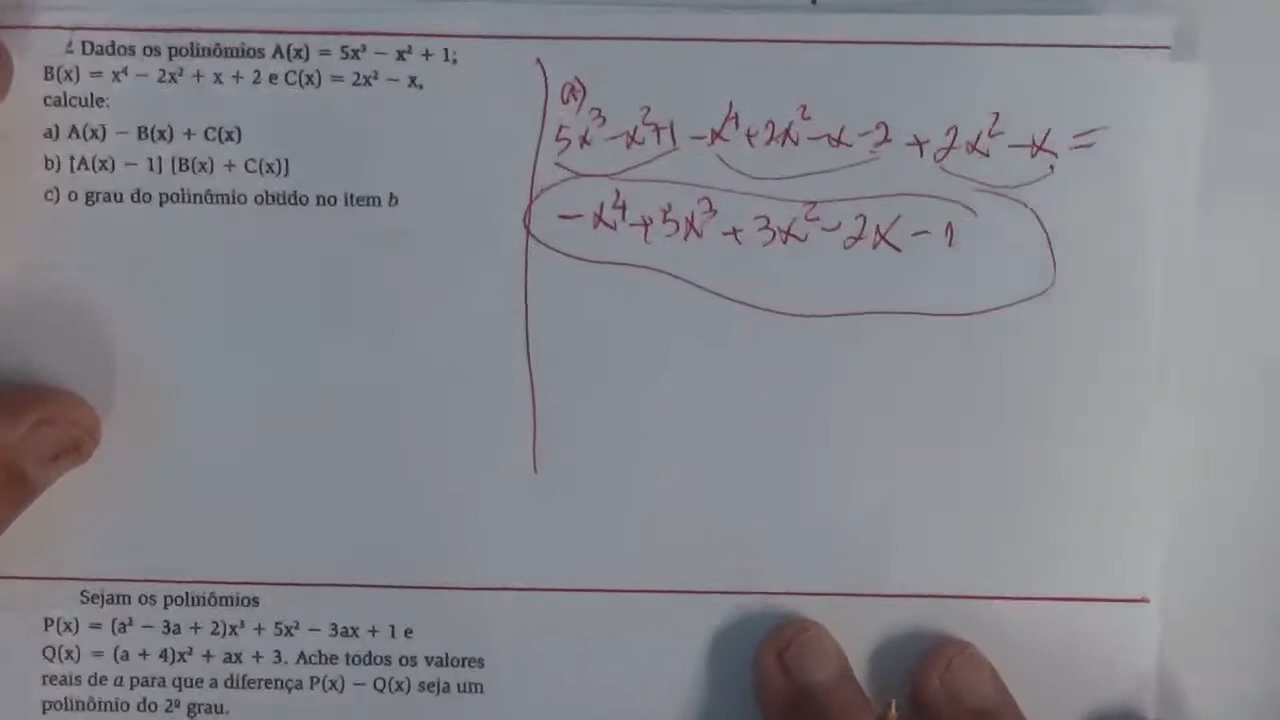 Dados os polinômios A(x) = 5x³ − x² + 1;
B(x) = x⁴ − 2x² + x + 2 e C(x) = 2x² − x,
calcule:
a) A(x) − B(x) + C(x)
b) [A(x) − 1] [B(x) + C(x)]
c) o grau do polinômio obtido no item b
a)
5x³ − x² + 1 − x⁴ + 2x² − x − 2 + 2x² − x =
− x⁴ + 5x³ + 3x² − 2x − 1
Sejam os polinômios
P(x) = (a² − 3a + 2)x³ + 5x² − 3ax + 1 e
Q(x) = (a + 4)x² + ax + 3. Ache todos os valores
reais de a para que a diferença P(x) − Q(x) seja um
polinômio do 2º grau.